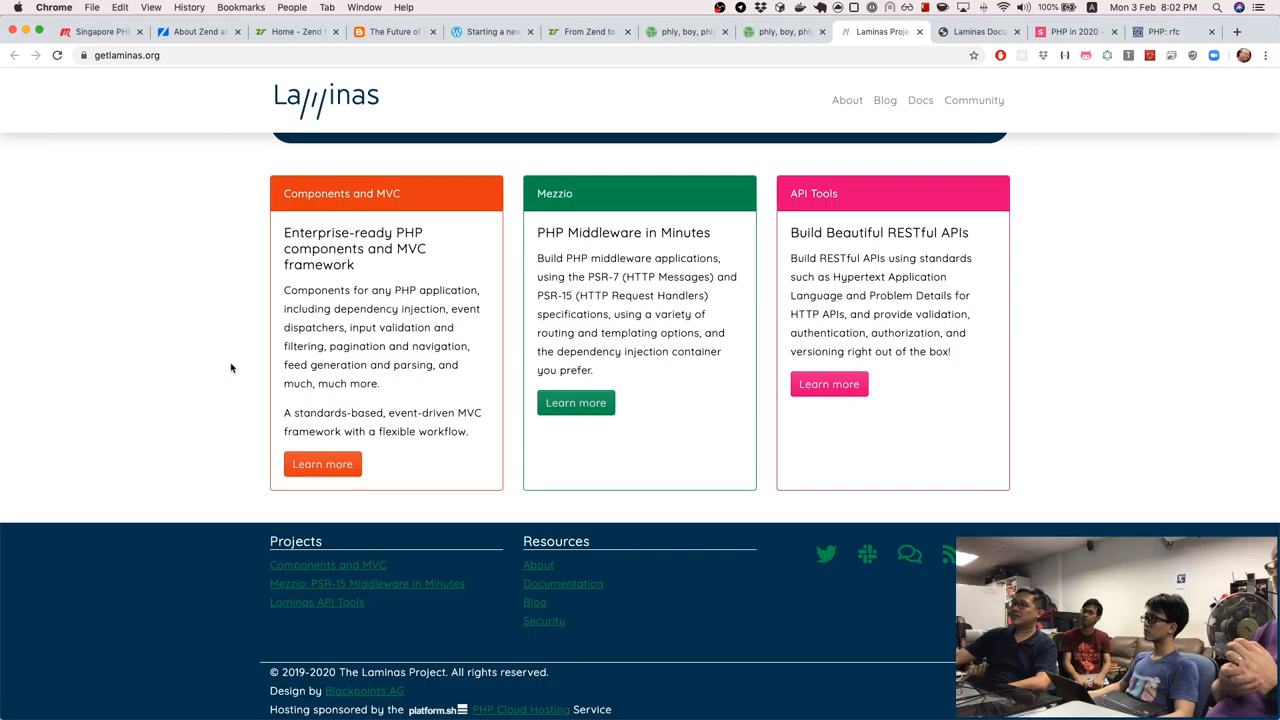 Chrome File Edit View History Bookmarks People Tab Window Help
100% Mon 3 Feb 8:02 PM
Singapore PHP
About Zend an
Home - Zend F
The Future of
Starting a new
From Zend to
phly, boy, phly
phly, boy, phly
Laminas Proje
Laminas Docu
PHP in 2020 -
PHP: rfc
getlaminas.org
Laminas
About Blog Docs Community
Components and MVC
Enterprise-ready PHP
components and MVC
framework
Components for any PHP application,
including dependency injection, event
dispatchers, input validation and
filtering, pagination and navigation,
feed generation and parsing, and
much, much more.
A standards-based, event-driven MVC
framework with a flexible workflow.
Learn more
Mezzio
PHP Middleware in Minutes
Build PHP middleware applications,
using the PSR-7 (HTTP Messages) and
PSR-15 (HTTP Request Handlers)
specifications, using a variety of
routing and templating options, and
the dependency injection container
you prefer.
Learn more
API Tools
Build Beautiful RESTful APIs
Build RESTful APIs using standards
such as Hypertext Application
Language and Problem Details for
HTTP APIs, and provide validation,
authentication, authorization, and
versioning right out of the box!
Learn more
Projects
Components and MVC
Mezzio: PSR-15 Middleware in Minutes
Laminas API Tools
Resources
About
Documentation
Blog
Security
© 2019-2020 The Laminas Project. All rights reserved.
Design by Blackpoints AG
Hosting sponsored by the platform.sh PHP Cloud Hosting Service